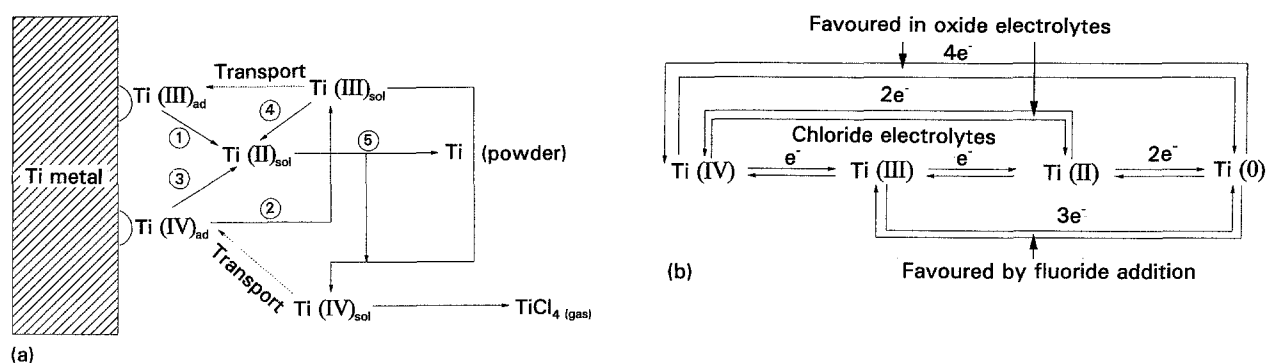 Ti metal
Transport
Ti (III)ad
Ti (III)sol
①
④
Ti (II)sol
⑤
Ti (powder)
③
Ti (IV)ad
②
Transport
Ti (IV)sol
TiCl4 (gas)
(a)
Favoured in oxide electrolytes
4e-
2e-
Chloride electrolytes
Ti (IV) e- Ti (III) e- Ti (II) 2e- Ti (0)
3e-
(b)
Favoured by fluoride addition